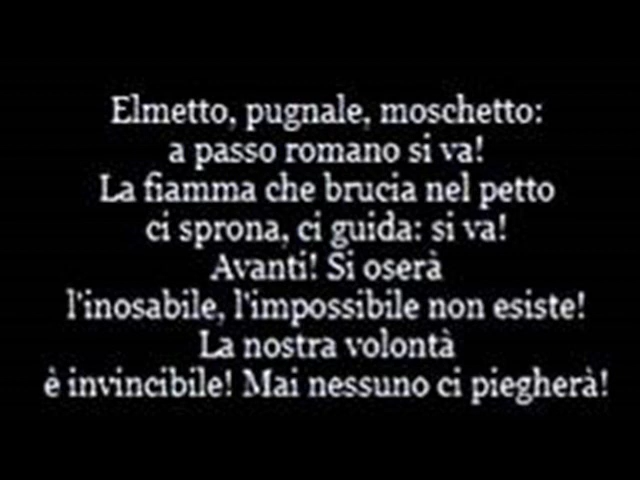 Elmetto, pugnale, moschetto:
a passo romano si va!
La fiamma che brucia nel petto
ci sprona, ci guida: si va!
Avanti! Si oserà
l'inosabile, l'impossibile non esiste!
La nostra volontà
è invincibile! Mai nessuno ci piegherà!